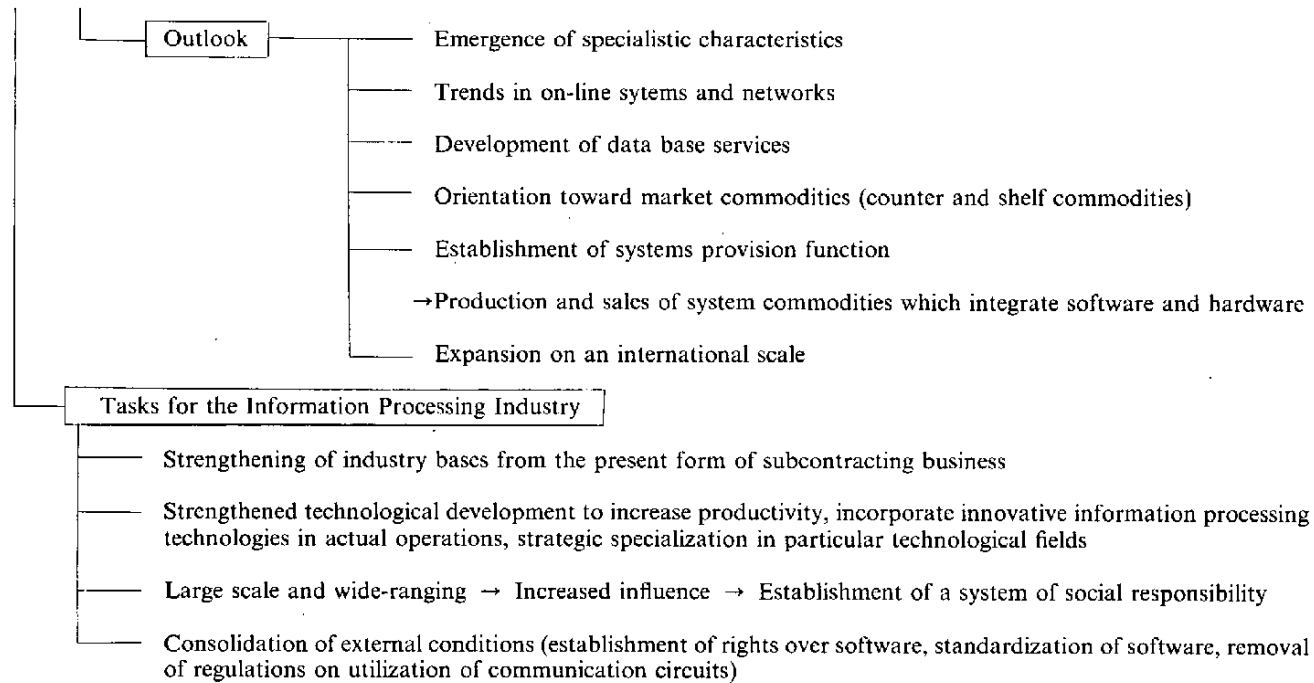 Outlook
Emergence of specialistic characteristics
Trends in on-line sytems and networks
Development of data base services
Orientation toward market commodities (counter and shelf commodities)
Establishment of systems provision function
→Production and sales of system commodities which integrate software and hardware
Expansion on an international scale
Tasks for the Information Processing Industry
Strengthening of industry bases from the present form of subcontracting business
Strengthened technological development to increase productivity, incorporate innovative information processing
technologies in actual operations, strategic specialization in particular technological fields
Large scale and wide-ranging → Increased influence → Establishment of a system of social responsibility
Consolidation of external conditions (establishment of rights over software, standardization of software, removal
of regulations on utilization of communication circuits)